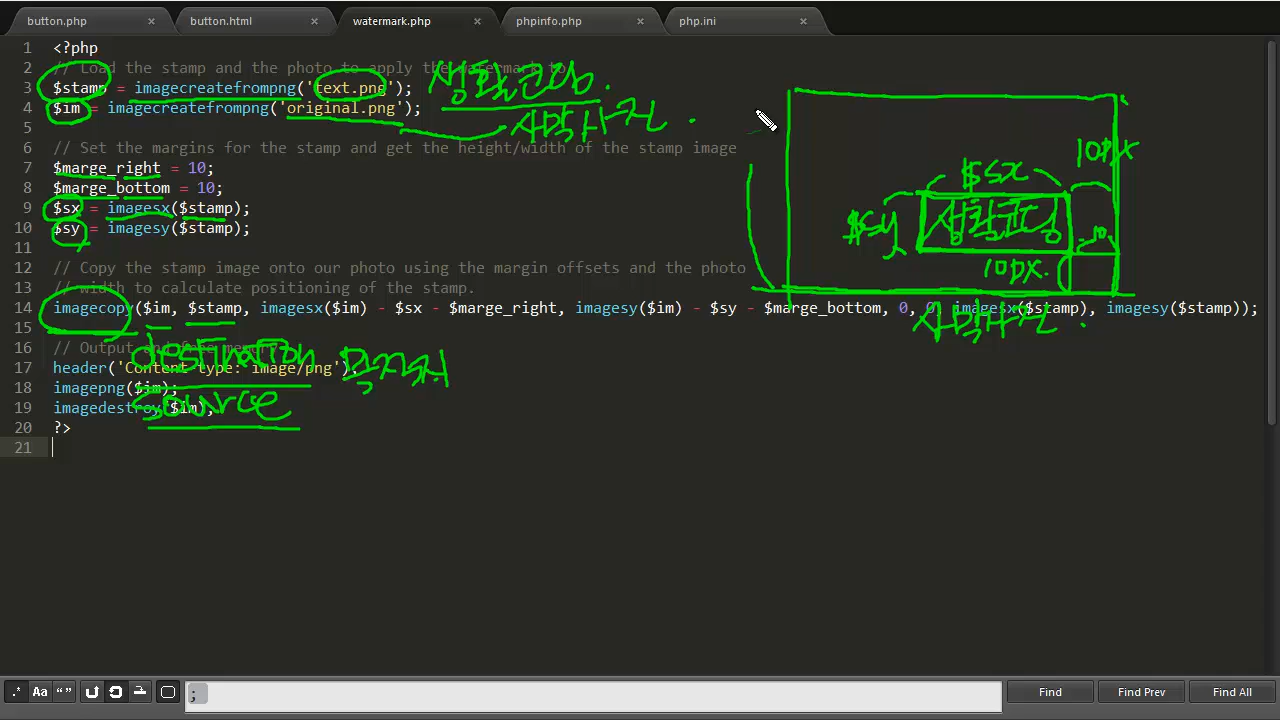 button.php × button.html × watermark.php × phpinfo.php × php.ini ×
1 <?php
2 // Load the stamp and the photo to apply the watermark to
3 $stamp = imagecreatefrompng('text.png');
생활코딩.
4 $im = imagecreatefrompng('original.png');
5
6 // Set the margins for the stamp and get the height/width of the stamp image
7 $marge_right = 10;
8 $marge_bottom = 10;
9 $sx = imagesx($stamp);
10 $sy = imagesy($stamp);
11
12 // Copy the stamp image onto our photo using the margin offsets and the photo
13 // width to calculate positioning of the stamp.
14 imagecopy($im, $stamp, imagesx($im) - $sx - $marge_right, imagesy($im) - $sy - $marge_bottom, 0, 0, imagesx($stamp), imagesy($stamp));
15
16 // Output and free memory
17 header('Content-type: image/png');
18 imagepng($im);
19 imagedestroy($im);
20 ?>
21
destination 목적지
source
10px
$sx
$sy 생활코딩 10
10px.
.* Aa “” ;
Find Find Prev Find All